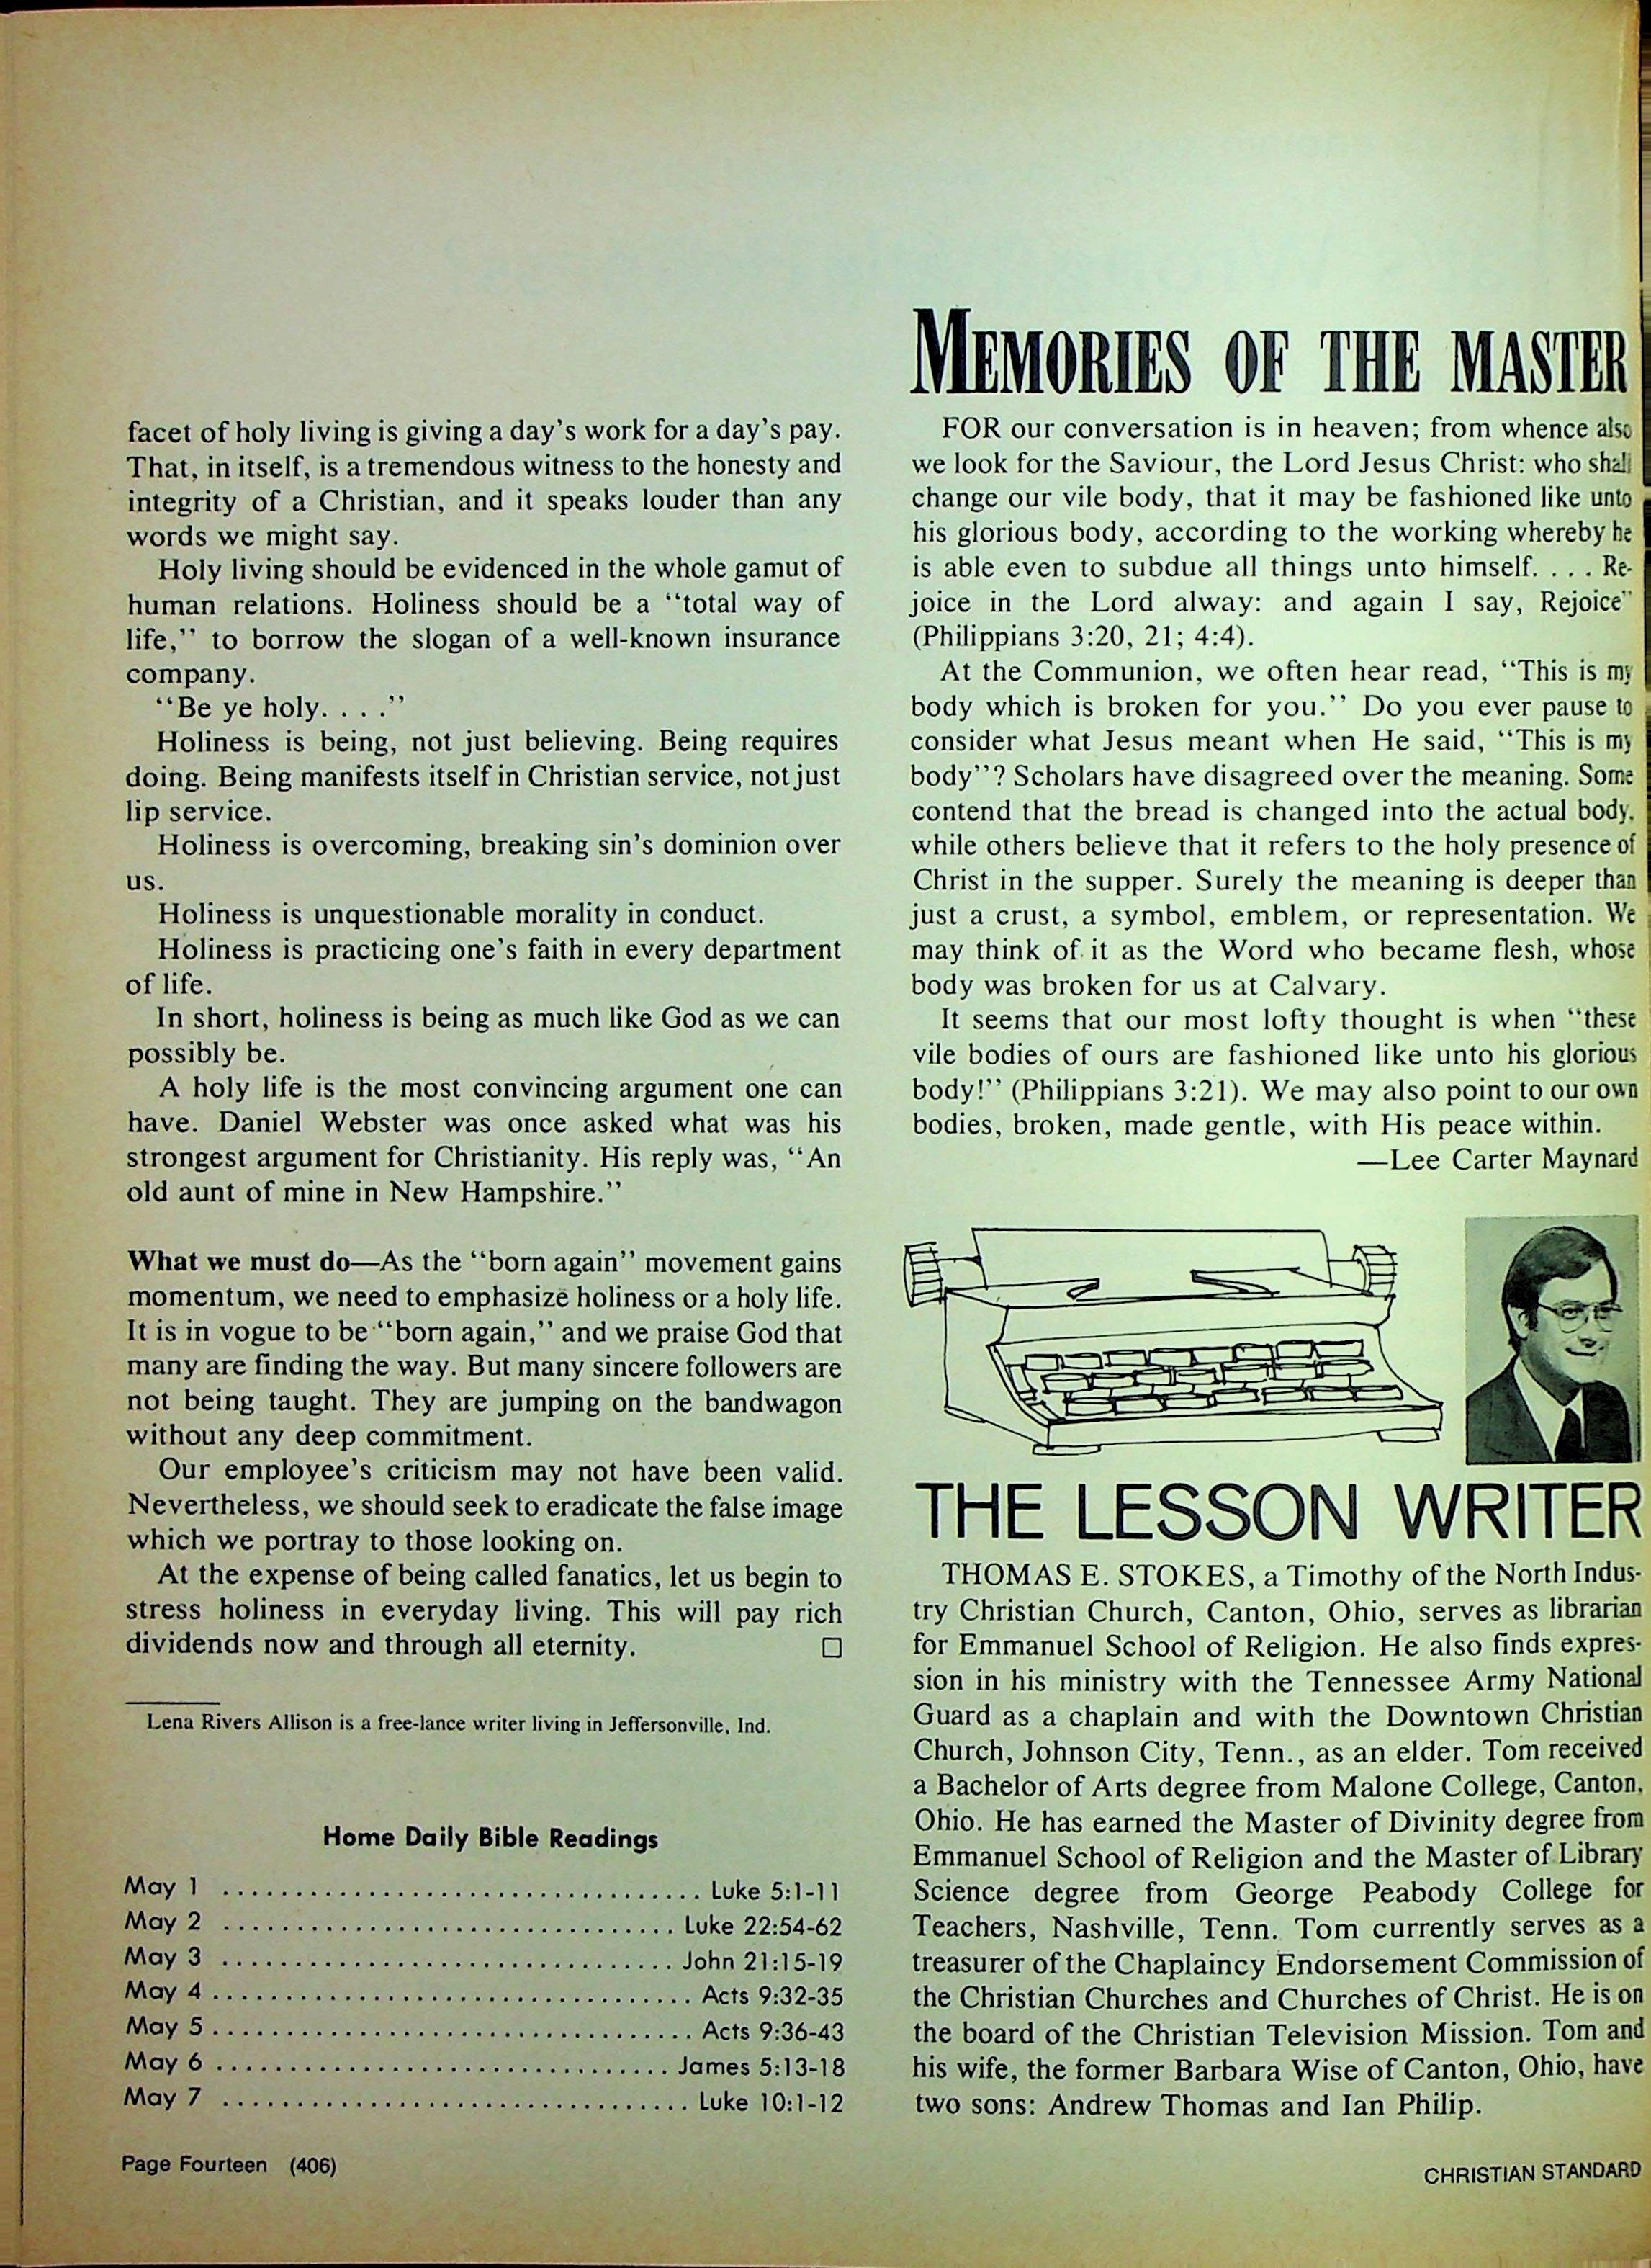 facet of holy living is giving a day's work for a day's pay.
That, in itself, is a tremendous witness to the honesty and
integrity of a Christian, and it speaks louder than any
words we might say.
Holy living should be evidenced in the whole gamut of
human relations. Holiness should be a “total way of
life,” to borrow the slogan of a well-known insurance
company.
“Be ye holy. . . .”
Holiness is being, not just believing. Being requires
doing. Being manifests itself in Christian service, not just
lip service.
Holiness is overcoming, breaking sin's dominion over
us.
Holiness is unquestionable morality in conduct.
Holiness is practicing one's faith in every department
of life.
In short, holiness is being as much like God as we can
possibly be.
A holy life is the most convincing argument one can
have. Daniel Webster was once asked what was his
strongest argument for Christianity. His reply was, “An
old aunt of mine in New Hampshire.”
What we must do—As the “born again” movement gains
momentum, we need to emphasize holiness or a holy life.
It is in vogue to be “born again,” and we praise God that
many are finding the way. But many sincere followers are
not being taught. They are jumping on the bandwagon
without any deep commitment.
Our employee's criticism may not have been valid.
Nevertheless, we should seek to eradicate the false image
which we portray to those looking on.
At the expense of being called fanatics, let us begin to
stress holiness in everyday living. This will pay rich
dividends now and through all eternity. □
Lena Rivers Allison is a free-lance writer living in Jeffersonville, Ind.
Home Daily Bible Readings
May 1 ................................. Luke 5:1-11
May 2 ............................... Luke 22:54-62
May 3 ............................... John 21:15-19
May 4 ................................. Acts 9:32-35
May 5 ................................. Acts 9:36-43
May 6 ............................... James 5:13-18
May 7 ................................ Luke 10:1-12
Page Fourteen (406)
MEMORIES OF THE MASTER
FOR our conversation is in heaven; from whence also
we look for the Saviour, the Lord Jesus Christ: who shall
change our vile body, that it may be fashioned like unto
his glorious body, according to the working whereby he
is able even to subdue all things unto himself. . . . Re-
joice in the Lord alway: and again I say, Rejoice”
(Philippians 3:20, 21; 4:4).
At the Communion, we often hear read, “This is my
body which is broken for you.” Do you ever pause to
consider what Jesus meant when He said, “This is my
body”? Scholars have disagreed over the meaning. Some
contend that the bread is changed into the actual body,
while others believe that it refers to the holy presence of
Christ in the supper. Surely the meaning is deeper than
just a crust, a symbol, emblem, or representation. We
may think of it as the Word who became flesh, whose
body was broken for us at Calvary.
It seems that our most lofty thought is when “these
vile bodies of ours are fashioned like unto his glorious
body!” (Philippians 3:21). We may also point to our own
bodies, broken, made gentle, with His peace within.
—Lee Carter Maynard
THE LESSON WRITER
THOMAS E. STOKES, a Timothy of the North Indus-
try Christian Church, Canton, Ohio, serves as librarian
for Emmanuel School of Religion. He also finds expres-
sion in his ministry with the Tennessee Army National
Guard as a chaplain and with the Downtown Christian
Church, Johnson City, Tenn., as an elder. Tom received
a Bachelor of Arts degree from Malone College, Canton,
Ohio. He has earned the Master of Divinity degree from
Emmanuel School of Religion and the Master of Library
Science degree from George Peabody College for
Teachers, Nashville, Tenn. Tom currently serves as a
treasurer of the Chaplaincy Endorsement Commission of
the Christian Churches and Churches of Christ. He is on
the board of the Christian Television Mission. Tom and
his wife, the former Barbara Wise of Canton, Ohio, have
two sons: Andrew Thomas and Ian Philip.
CHRISTIAN STANDARD